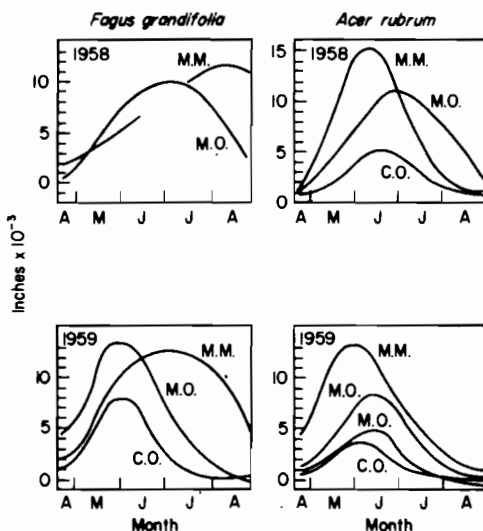 Fagus grandifolia
Acer rubrum
1958
M.M.
M.O.
10
5
0
A M J J A
1958
M.M.
M.O.
C.O.
15
10
5
0
A M J J A
Inches x 10⁻³
1959
M.M.
M.O.
C.O.
10
5
0
A M J J A
Month
1959
M.M.
M.O.
M.O.
C.O.
10
5
0
A M J J A
Month